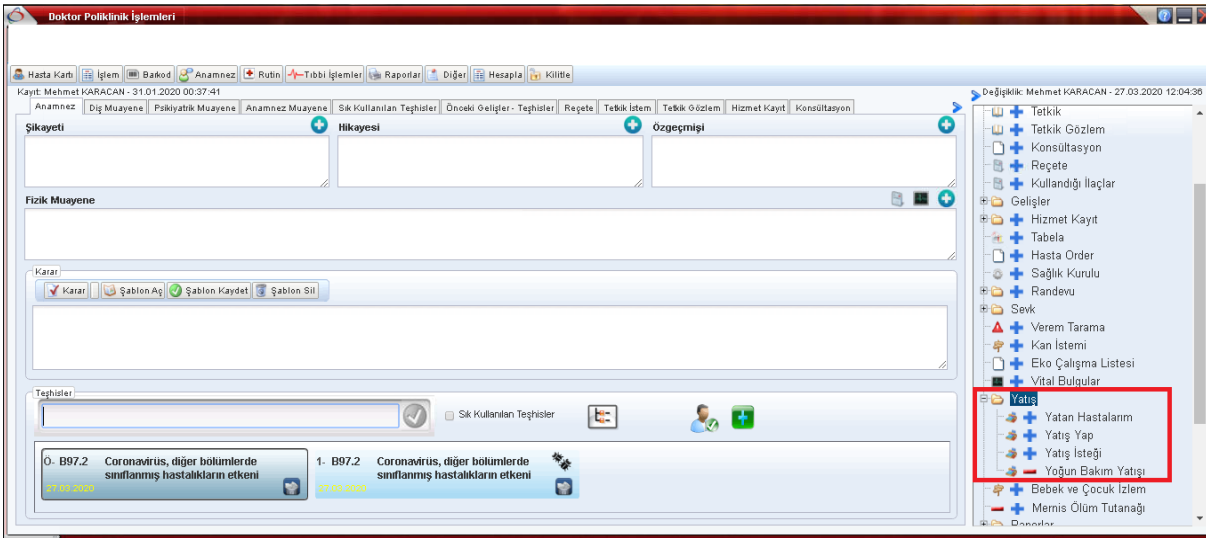 Doktor Poliklinik İşlemleri
Hasta Kartı İşlem Barkod Anamnez Rutin Tıbbi İşlemler Raporlar Diğer Hesapla Kilitle
Kayıt: Mehmet KARACAN - 31.01.2020 00:37:41
Değişiklik: Mehmet KARACAN - 27.03.2020 12:04:36
Anamnez Diş Muayene Psikiyatrik Muayene Anamnez Muayene Sık Kullanılan Teşhisler Önceki Gelişler - Teşhisler Reçete Tetkik İstem Tetkik Gözlem Hizmet Kayıt Konsültasyon
Şikayeti Hikayesi Özgeçmişi
Fizik Muayene
Karar
Karar Şablon Aç Şablon Kaydet Şablon Sil
Teşhisler
Sık Kullanılan Teşhisler
Ö- B97.2 Coronavirüs, diğer bölümlerde
sınıflanmış hastalıkların etkeni
27.03.2020
1- B97.2 Coronavirüs, diğer bölümlerde
sınıflanmış hastalıkların etkeni
Tetkik
Tetkik Gözlem
Konsültasyon
Reçete
Kullandığı İlaçlar
Gelişler
Hizmet Kayıt
Tabela
Hasta Order
Sağlık Kurulu
Randevu
Sevk
Verem Tarama
Kan İstemi
Eko Çalışma Listesi
Vital Bulgular
Yatış
Yatan Hastalarım
Yatış Yap
Yatış İsteği
Yoğun Bakım Yatışı
Bebek ve Çocuk İzlem
Mernis Ölüm Tutanağı
Raporlar